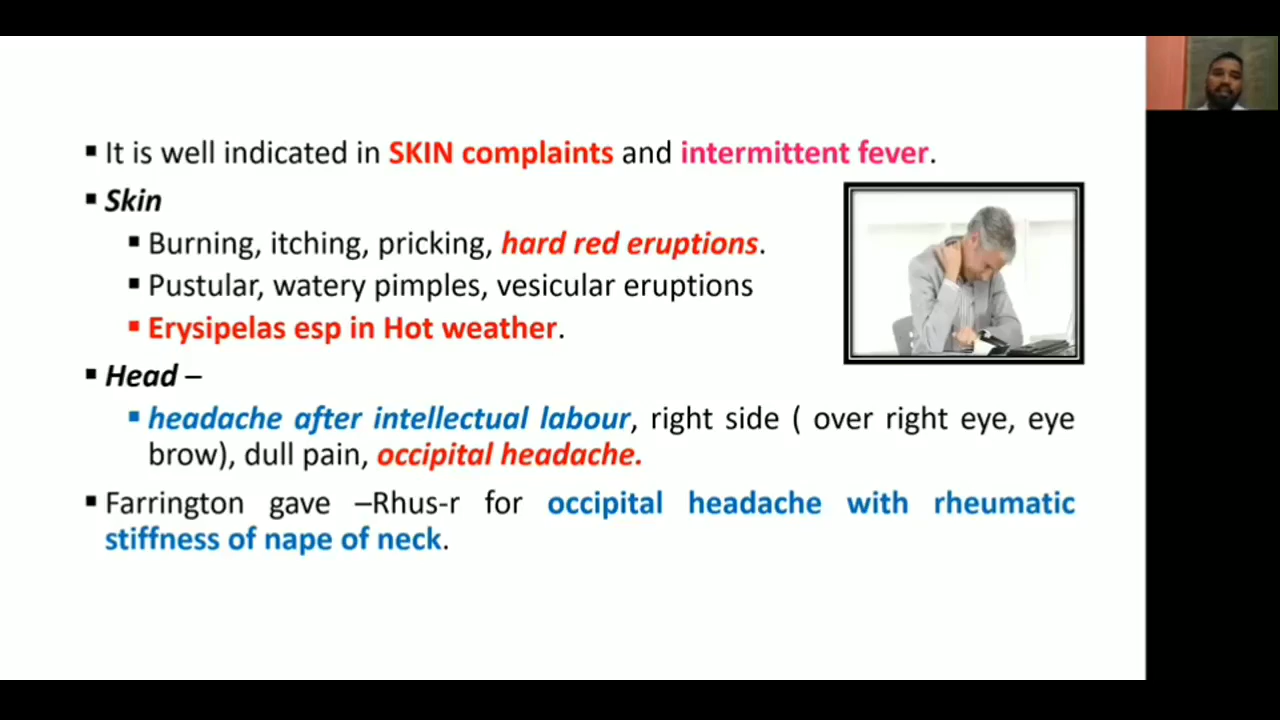 ▪ It is well indicated in SKIN complaints and intermittent fever.
▪ Skin
▪ Burning, itching, pricking, hard red eruptions.
▪ Pustular, watery pimples, vesicular eruptions
▪ Erysipelas esp in Hot weather.
▪ Head –
▪ headache after intellectual labour, right side ( over right eye, eye
brow), dull pain, occipital headache.
▪ Farrington gave –Rhus-r for occipital headache with rheumatic
stiffness of nape of neck.